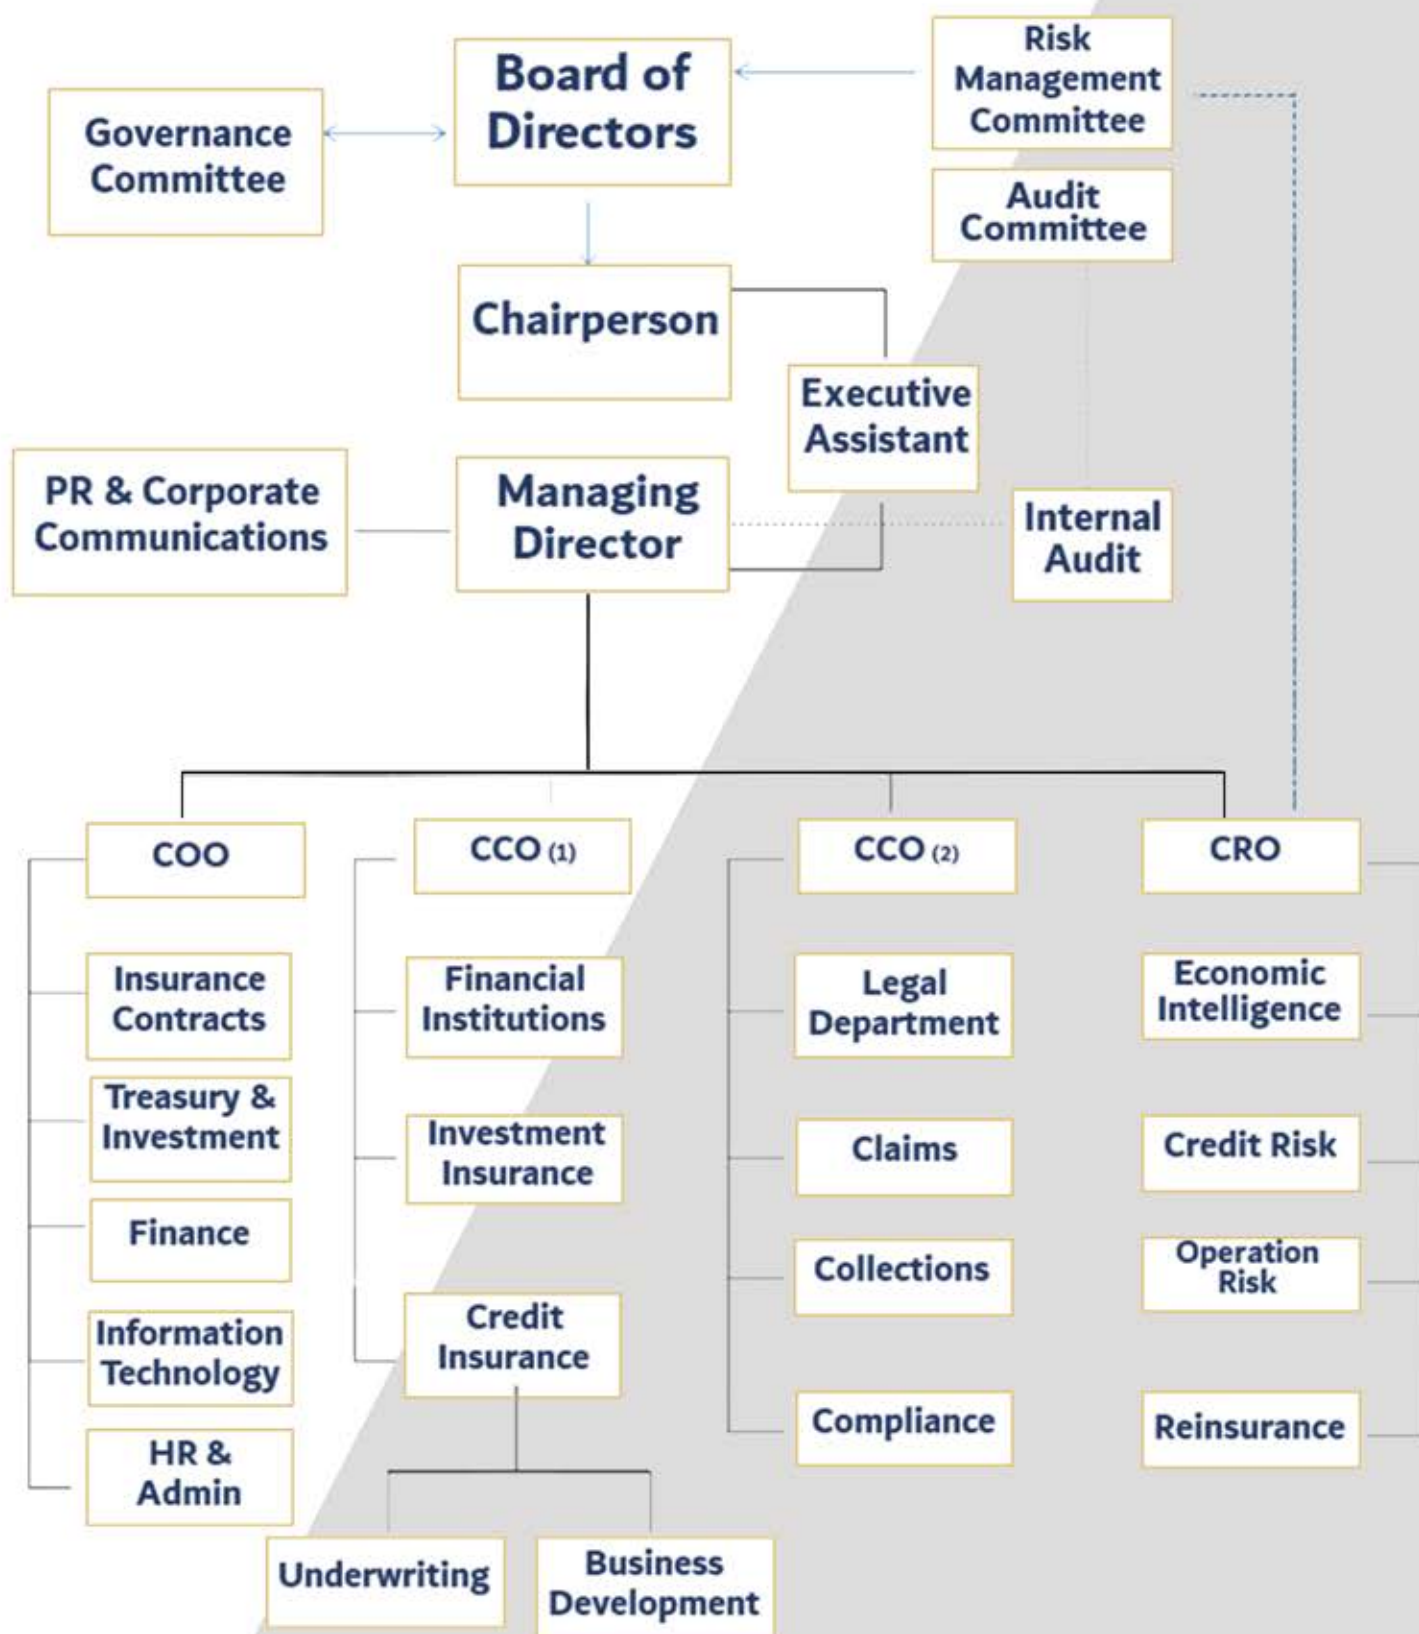 Board of
Directors
Risk
Management
Committee
Governance
Committee
Audit
Committee
Chairperson
Executive
Assistant
PR & Corporate
Communications
Managing
Director
Internal
Audit
COO
CCO (1)
CCO (2)
CRO
Insurance
Contracts
Treasury &
Investment
Finance
Information
Technology
HR &
Admin
Financial
Institutions
Investment
Insurance
Credit
Insurance
Underwriting
Business
Development
Legal
Department
Claims
Collections
Compliance
Economic
Intelligence
Credit Risk
Operation
Risk
Reinsurance